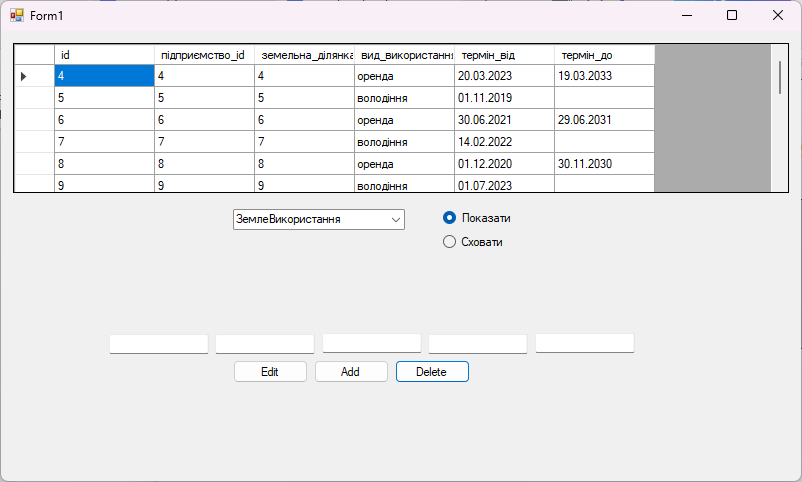 Form1
id підприємство_id земельна_ділянка вид_використання термін_від термін_до
4 4 4 оренда 20.03.2023 19.03.2033
5 5 5 володіння 01.11.2019
6 6 6 оренда 30.06.2021 29.06.2031
7 7 7 володіння 14.02.2022
8 8 8 оренда 01.12.2020 30.11.2030
9 9 9 володіння 01.07.2023
ЗемлеВикористання
Показати
Сховати
Edit Add Delete